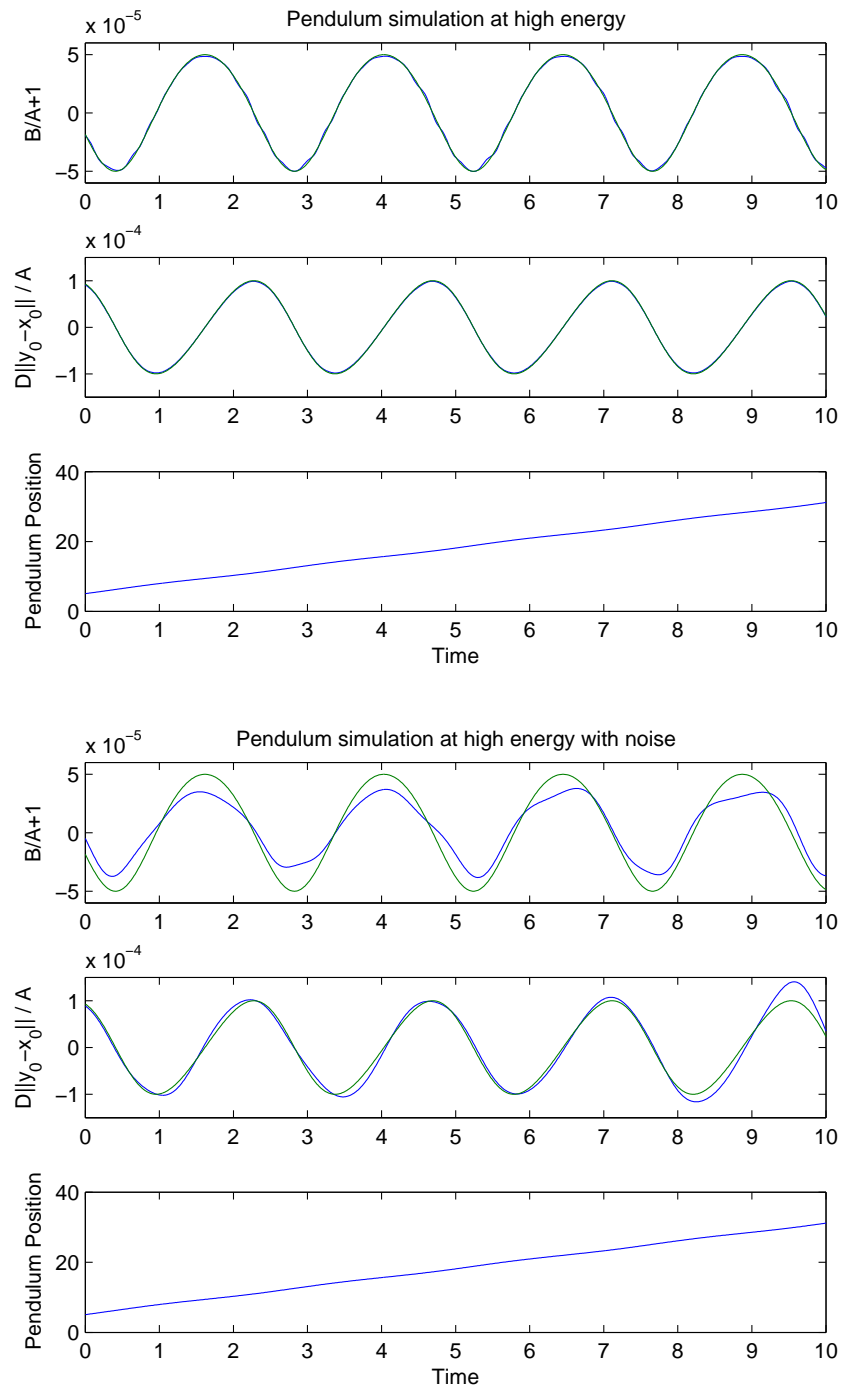 Pendulum simulation at high energy
x 10^−5
B/A+1
5
0
−5
0 1 2 3 4 5 6 7 8 9 10
x 10^−4
D||y_0−x_0|| / A
1
0
−1
0 1 2 3 4 5 6 7 8 9 10
Pendulum Position
40
20
0
0 1 2 3 4 5 6 7 8 9 10
Time
Pendulum simulation at high energy with noise
x 10^−5
B/A+1
5
0
−5
0 1 2 3 4 5 6 7 8 9 10
x 10^−4
D||y_0−x_0|| / A
1
0
−1
0 1 2 3 4 5 6 7 8 9 10
Pendulum Position
40
20
0
0 1 2 3 4 5 6 7 8 9 10
Time